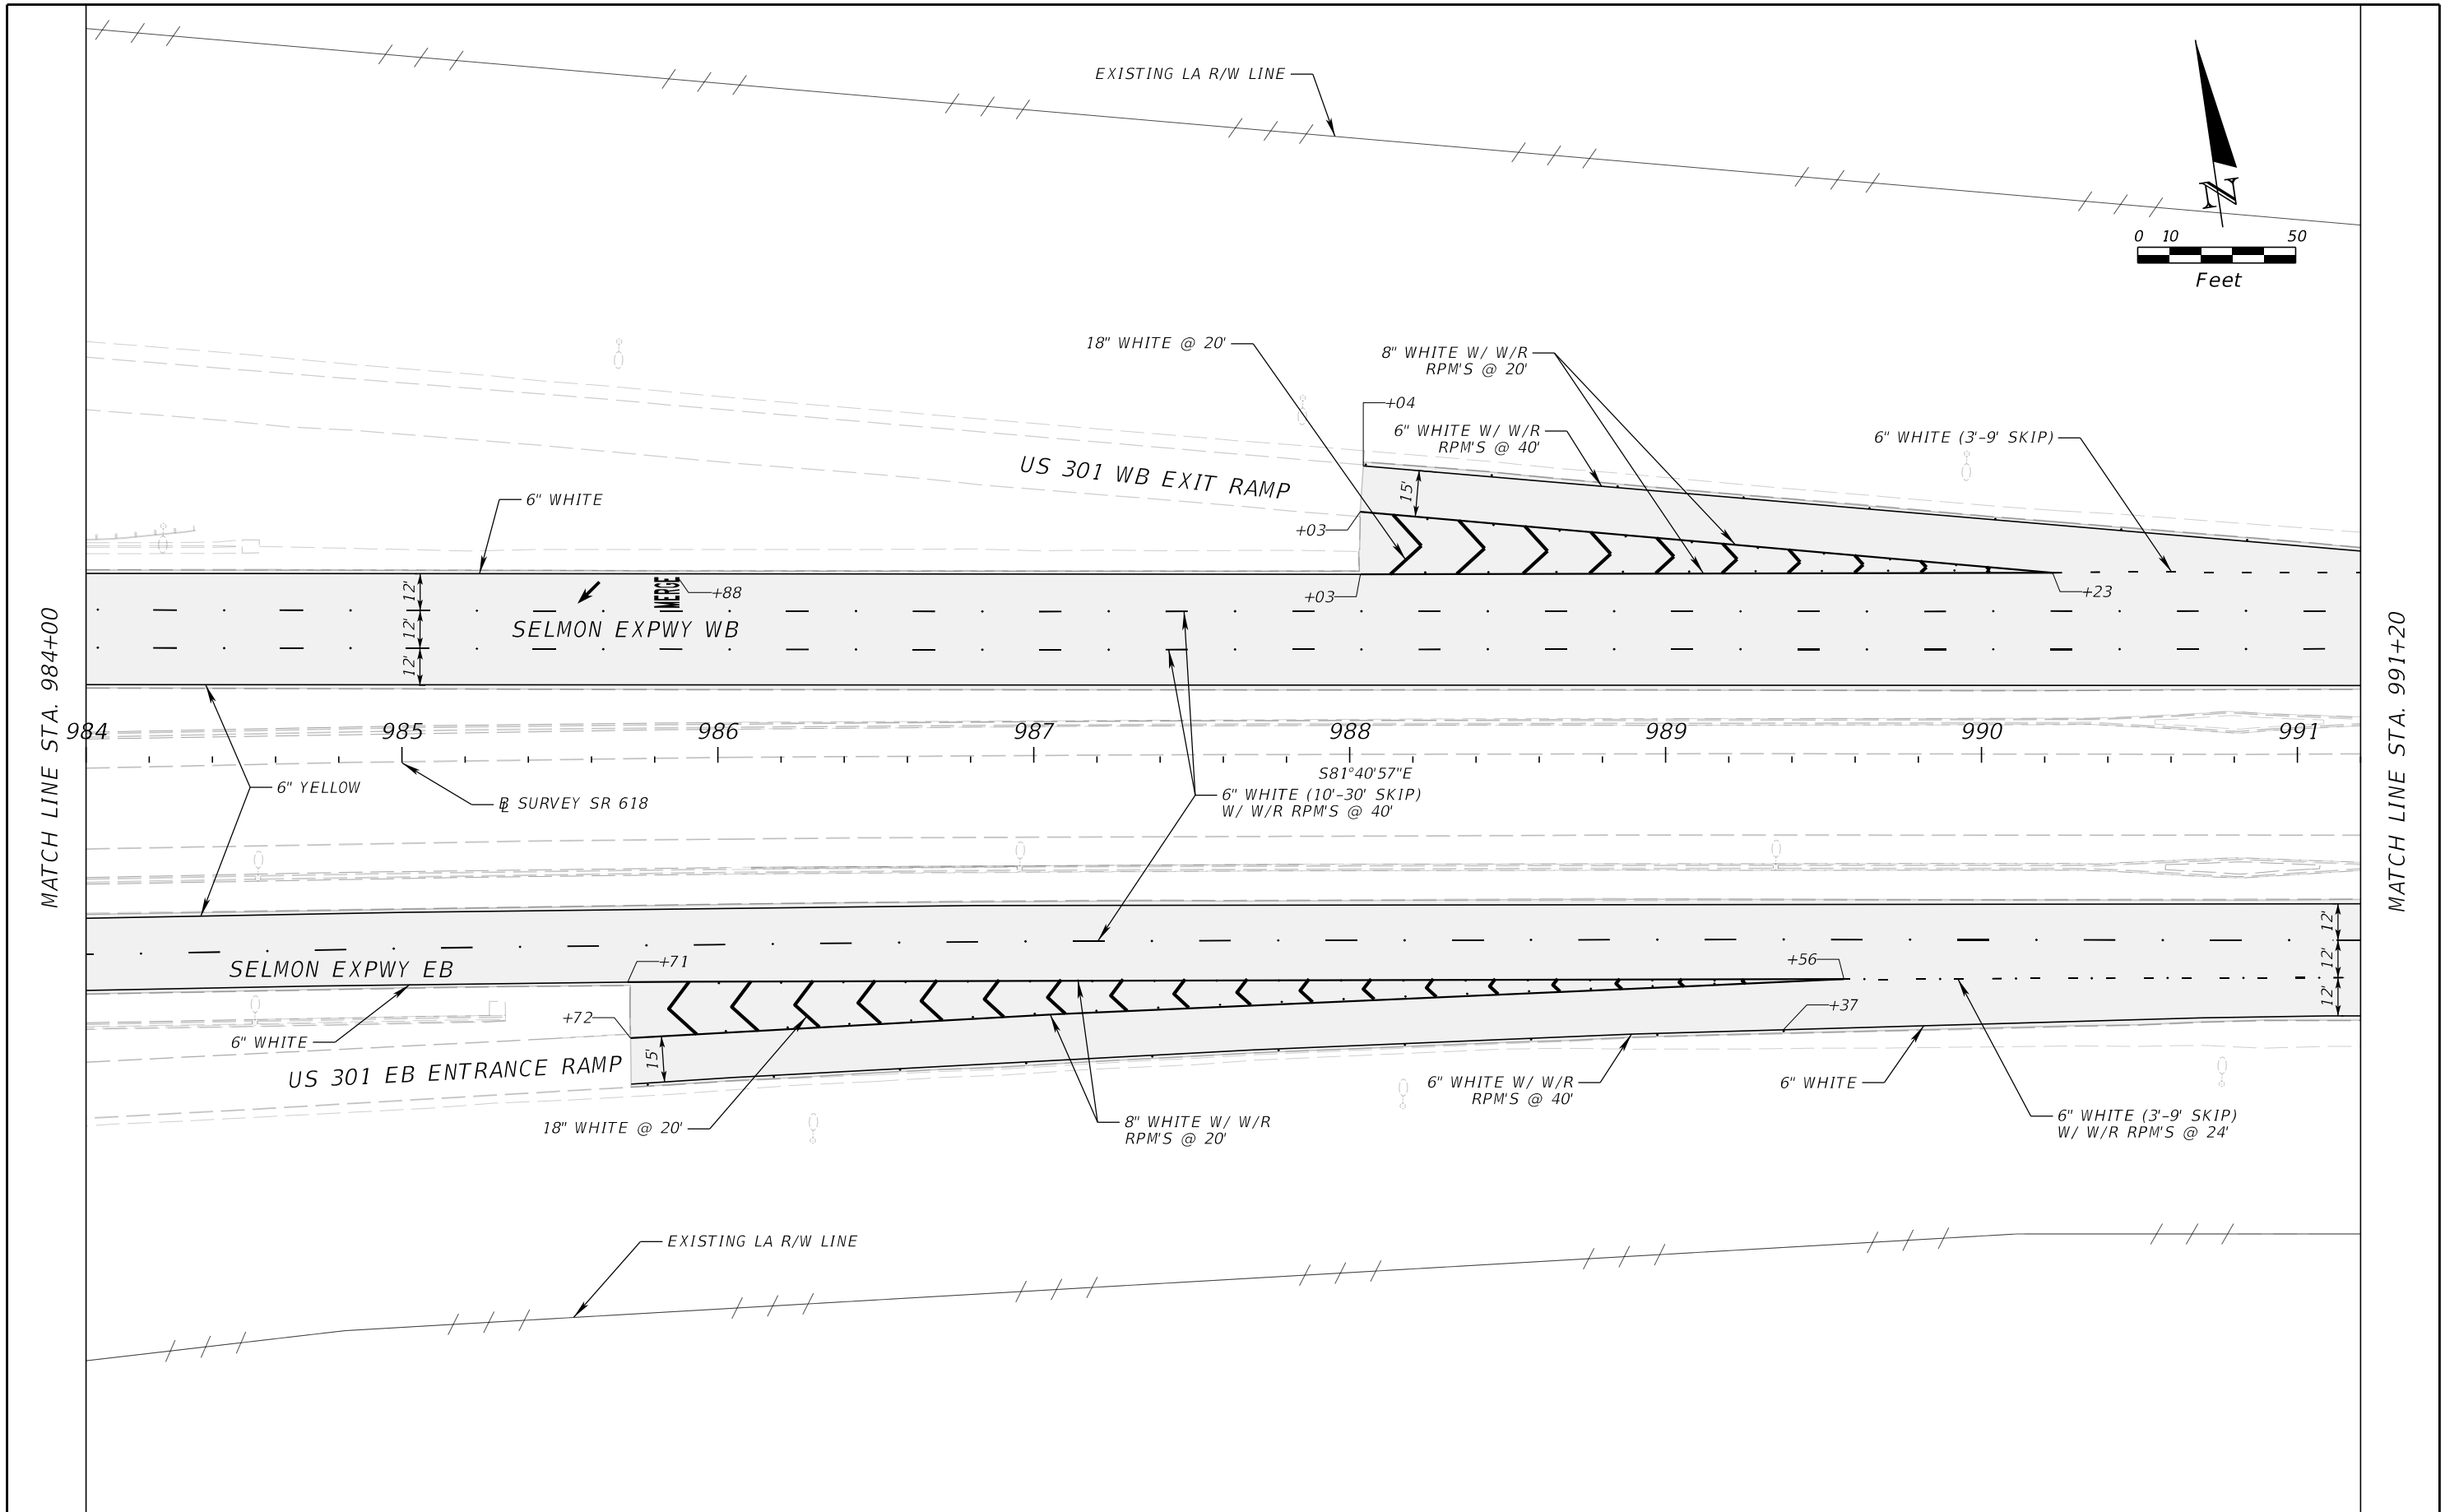 EXISTING LA R/W LINE
N
0 10 50
Feet
18" WHITE @ 20'
8" WHITE W/ W/R
RPM'S @ 20'
+04
6" WHITE W/ W/R
RPM'S @ 40'
6" WHITE (3'-9' SKIP)
US 301 WB EXIT RAMP
15'
6" WHITE
+03
12'
MERGE
+88
+03
+23
12'
SELMON EXPWY WB
12'
MATCH LINE STA. 984+00
MATCH LINE STA. 991+20
984 985 986 987 988 989 990 991
S81°40'57"E
6" YELLOW
BL SURVEY SR 618
6" WHITE (10'-30' SKIP)
W/ W/R RPM'S @ 40'
12'
12'
12'
SELMON EXPWY EB
+71
+56
+72
+37
6" WHITE
15'
US 301 EB ENTRANCE RAMP
6" WHITE W/ W/R
RPM'S @ 40'
6" WHITE
18" WHITE @ 20'
8" WHITE W/ W/R
RPM'S @ 20'
6" WHITE (3'-9' SKIP)
W/ W/R RPM'S @ 24'
EXISTING LA R/W LINE